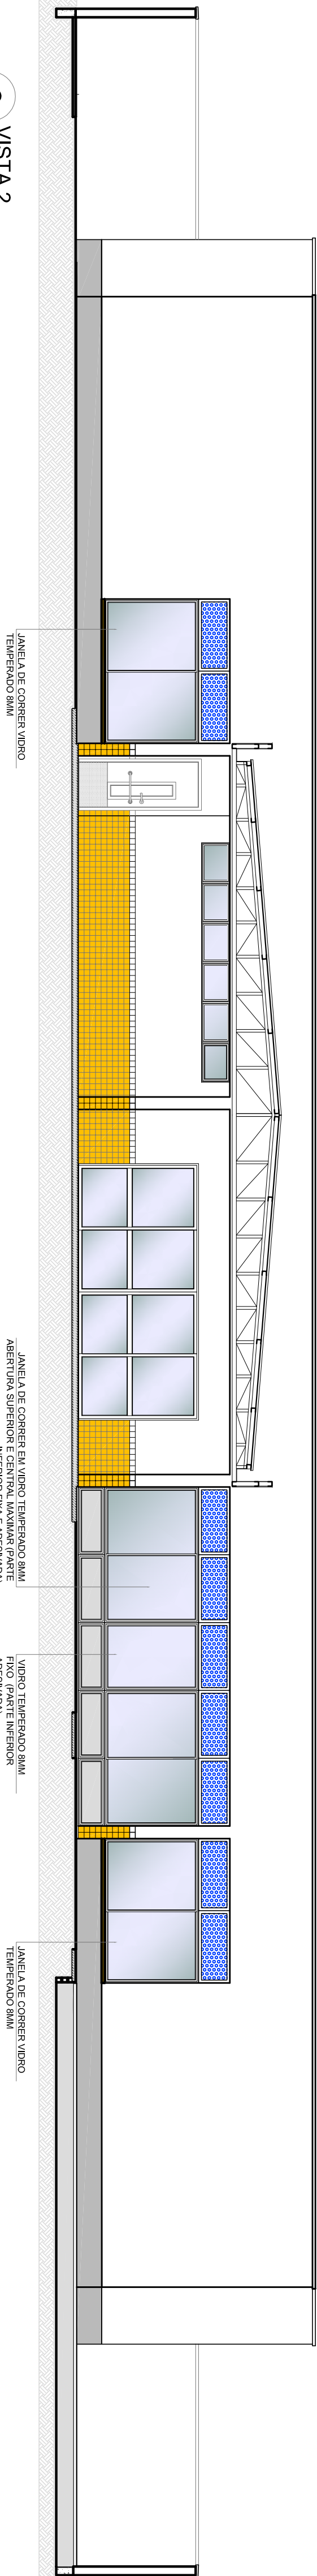 VISTA 2
JANELA DE CORRER VIDRO
TEMPERADO 8MM
JANELA DE CORRER EM VIDRO TEMPERADO 8MM
ABERTURA SUPERIOR E CENTRAL MAXIMAR (PARTE
VIDRO TEMPERADO 8MM
FIXO (PARTE INFERIOR
JANELA DE CORRER VIDRO
TEMPERADO 8MM